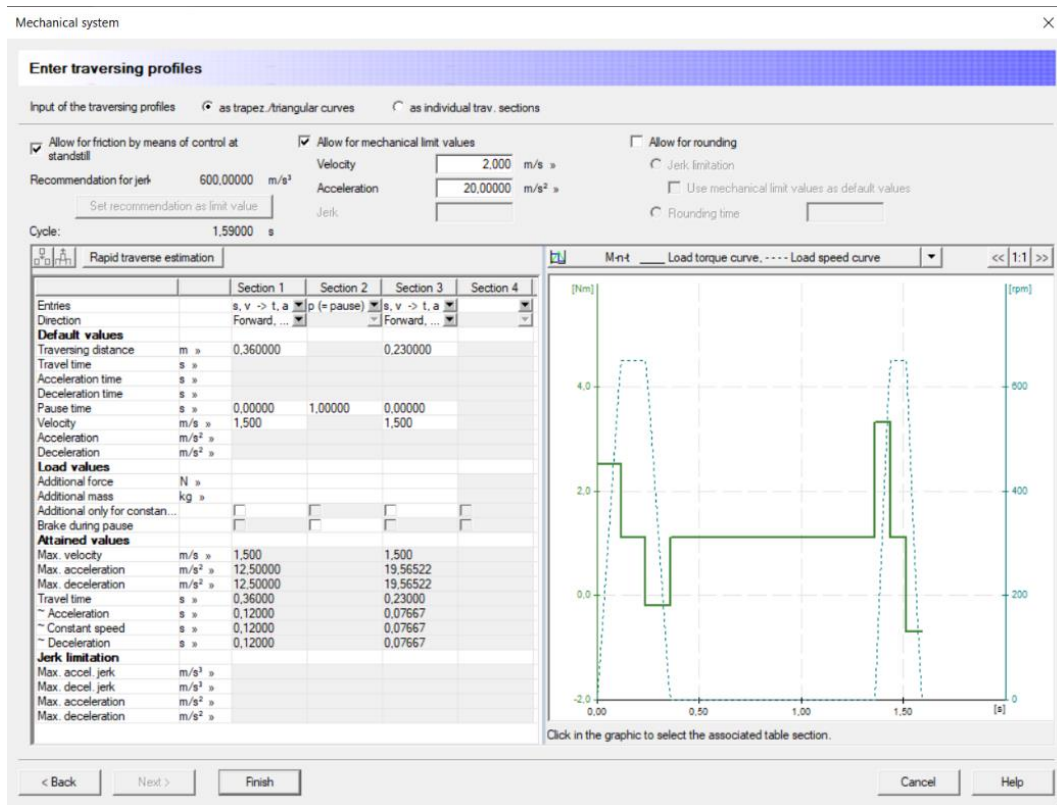 Mechanical system
Enter traversing profiles
Input of the traversing profiles as trapez./triangular curves as individual trav. sections
Allow for friction by means of control at
standstill
Allow for mechanical limit values
Allow for rounding
Velocity 2,000 m/s »
Jerk limitation
Recommendation for jerk 600,00000 m/s³
Acceleration 20,00000 m/s² »
Use mechanical limit values as default values
Set recommendation as limit value
Jerk
Rounding time
Cycle: 1,59000 s
Rapid traverse estimation
M-n-t ____ Load torque curve, - - - - Load speed curve
<< 1:1 >>
Section 1 Section 2 Section 3 Section 4
Entries s, v -> t, a p (= pause) s, v -> t, a
Direction Forward, ... Forward, ...
Default values
Traversing distance m » 0,360000 0,230000
Travel time s »
Acceleration time s »
Deceleration time s »
Pause time s » 0,00000 1,00000 0,00000
Velocity m/s » 1,500 1,500
Acceleration m/s² »
Deceleration m/s² »
Load values
Additional force N »
Additional mass kg »
Additional only for constan...
Brake during pause
Attained values
Max. velocity m/s » 1,500 1,500
Max. acceleration m/s² » 12,50000 19,56522
Max. deceleration m/s² » 12,50000 19,56522
Travel time s » 0,36000 0,23000
~ Acceleration s » 0,12000 0,07667
~ Constant speed s » 0,12000 0,07667
~ Deceleration s » 0,12000 0,07667
Jerk limitation
Max. accel. jerk m/s³ »
Max. decel. jerk m/s³ »
Max. acceleration m/s² »
Max. deceleration m/s² »
[Nm] [rpm]
4,0 600
2,0 400
0,0 200
-2,0 0
0,00 0,50 1,00 1,50 [s]
Click in the graphic to select the associated table section.
< Back Next > Finish Cancel Help